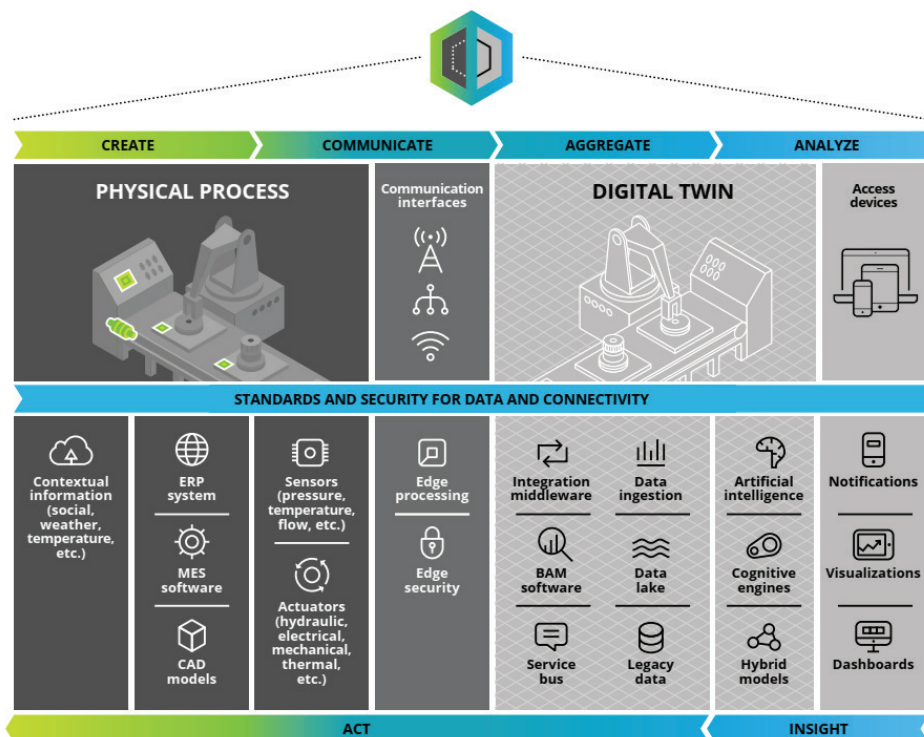 CREATE
COMMUNICATE
AGGREGATE
ANALYZE
PHYSICAL PROCESS
Communication
interfaces
DIGITAL TWIN
Access
devices
STANDARDS AND SECURITY FOR DATA AND CONNECTIVITY
Contextual
information
(social,
weather,
temperature,
etc.)
ERP
system
MES
software
CAD
models
Sensors
(pressure,
temperature,
flow, etc.)
Actuators
(hydraulic,
electrical,
mechanical,
thermal,
etc.)
Edge
processing
Edge
security
Integration
middleware
BAM
software
Service
bus
Data
ingestion
Data
lake
Legacy
data
Artificial
intelligence
Cognitive
engines
Hybrid
models
Notifications
Visualizations
Dashboards
ACT
INSIGHT